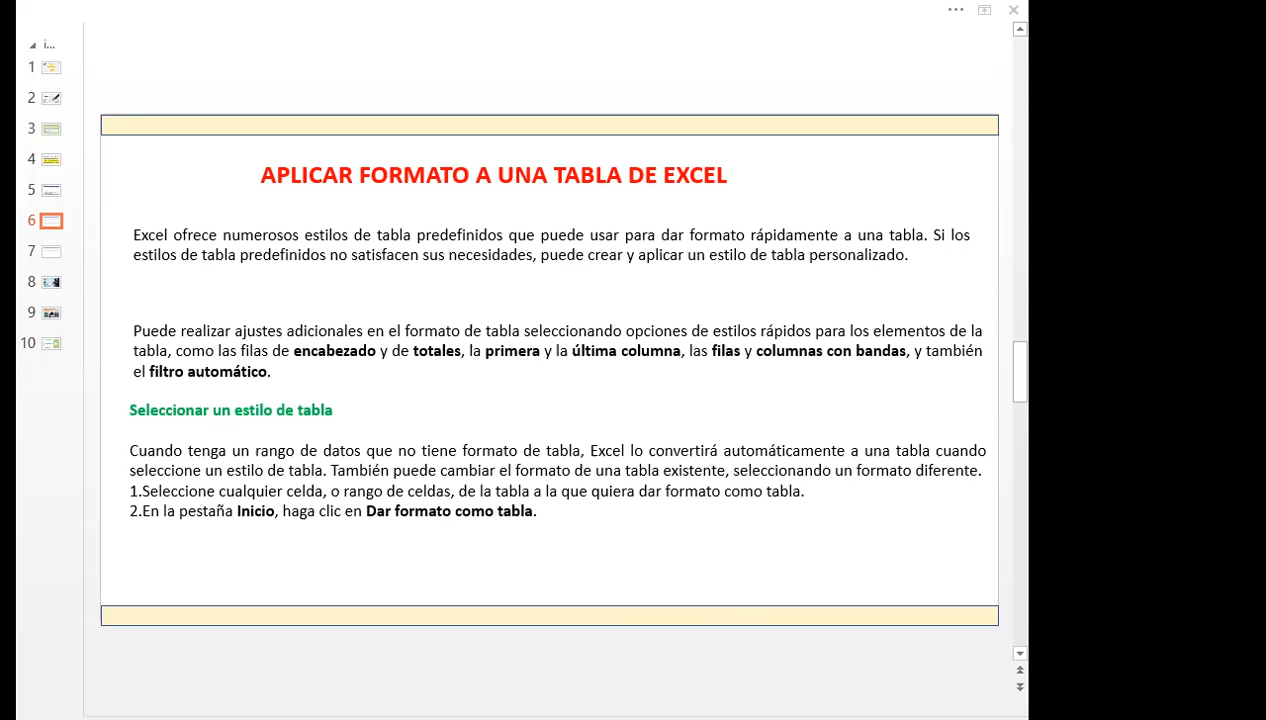 i...
1
2
3
4
5
6
7
8
9
10
APLICAR FORMATO A UNA TABLA DE EXCEL
Excel ofrece numerosos estilos de tabla predefinidos que puede usar para dar formato rápidamente a una tabla. Si los
estilos de tabla predefinidos no satisfacen sus necesidades, puede crear y aplicar un estilo de tabla personalizado.
Puede realizar ajustes adicionales en el formato de tabla seleccionando opciones de estilos rápidos para los elementos de la
tabla, como las filas de encabezado y de totales, la primera y la última columna, las filas y columnas con bandas, y también
el filtro automático.
Seleccionar un estilo de tabla
Cuando tenga un rango de datos que no tiene formato de tabla, Excel lo convertirá automáticamente a una tabla cuando
seleccione un estilo de tabla. También puede cambiar el formato de una tabla existente, seleccionando un formato diferente.
1.Seleccione cualquier celda, o rango de celdas, de la tabla a la que quiera dar formato como tabla.
2.En la pestaña Inicio, haga clic en Dar formato como tabla.